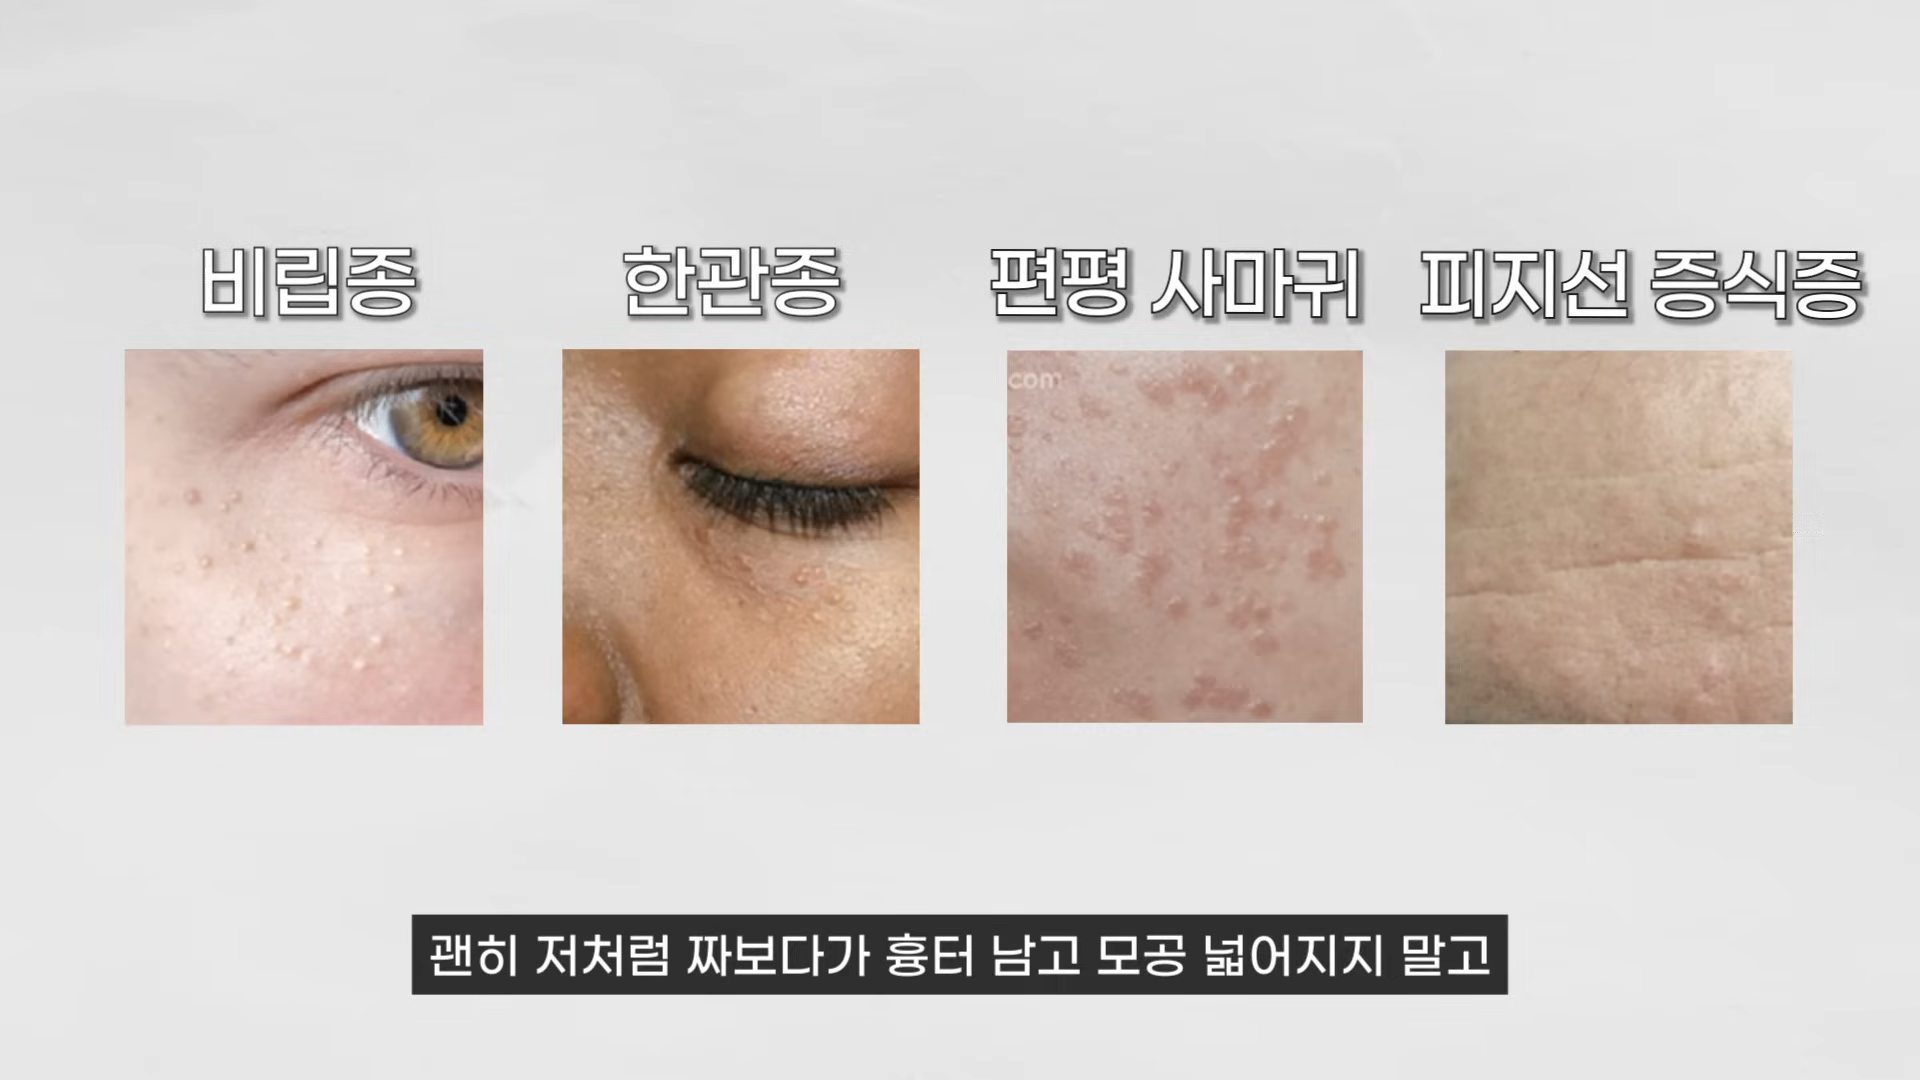 비립종
한관종
편평 사마귀
피지선 증식증
com
괜히 저처럼 짜보다가 흉터 남고 모공 넓어지지 말고